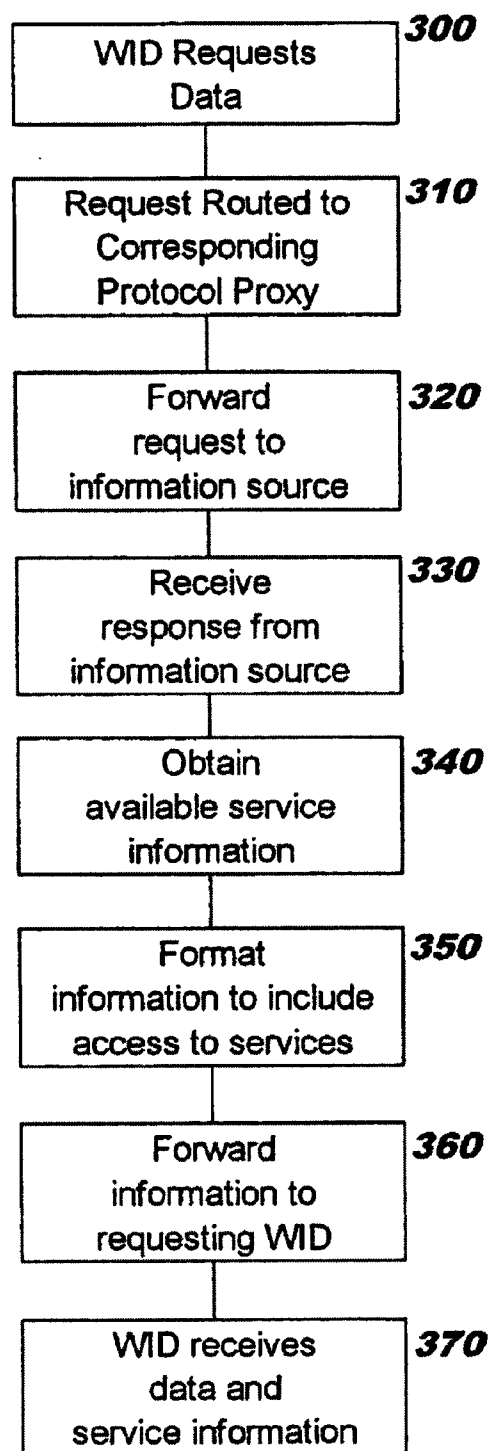 300
WID Requests
Data
310
Request Routed to
Corresponding
Protocol Proxy
320
Forward
request to
information source
330
Receive
response from
information source
340
Obtain
available service
information
350
Format
information to include
access to services
360
Forward
information to
requesting WID
370
WID receives
data and
service information